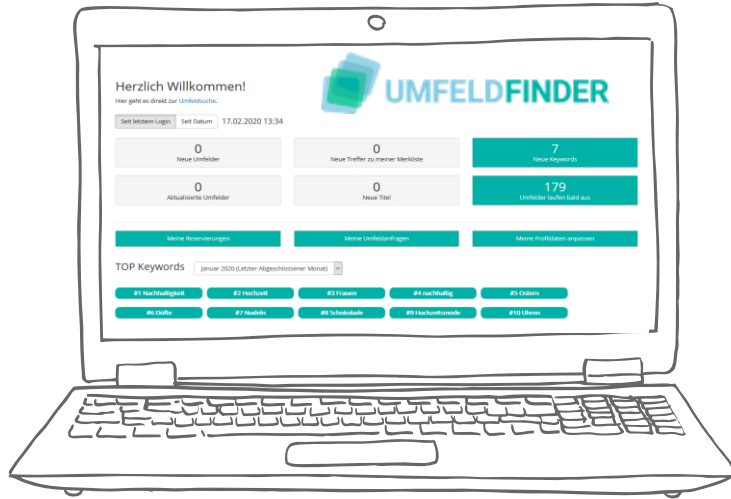 UMFELDFINDER
Herzlich Willkommen!
Hier geht es direkt zur Umfeldsuche.
Seit letztem Login Seit Datum 17.02.2020 13:34
0
Neue Umfelder
0
Neue Treffer zu meiner Merkliste
7
Neue Keywords
0
Aktualisierte Umfelder
0
Neue Titel
179
Umfelder laufen bald aus
Meine Reservierungen
Meine Umfeldanfragen
Meine Profildaten anpassen
TOP Keywords Januar 2020 (Letzter Abgeschlossener Monat)
#1 Nachhaltigkeit #2 Hochzeit #3 Frauen #4 nachhaltig #5 Ostern
#6 Düfte #7 Nudeln #8 Schokolade #9 Hochzeitsmode #10 Uhren